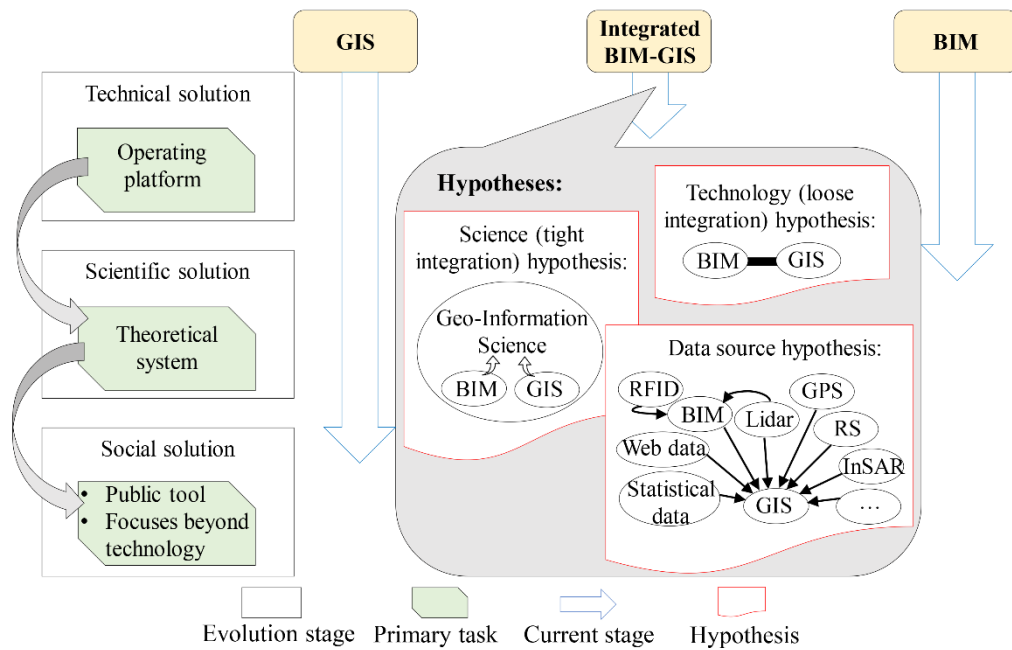 GIS
Integrated
BIM-GIS
BIM
Technical solution
Operating
platform
Scientific solution
Theoretical
system
Social solution
• Public tool
• Focuses beyond
technology
Hypotheses:
Science (tight
integration) hypothesis:
Geo-Information
Science
BIM
GIS
Technology (loose
integration) hypothesis:
BIM
GIS
Data source hypothesis:
RFID
BIM
Lidar
GPS
RS
Web data
InSAR
Statistical
data
GIS
…
Evolution stage
Primary task
Current stage
Hypothesis